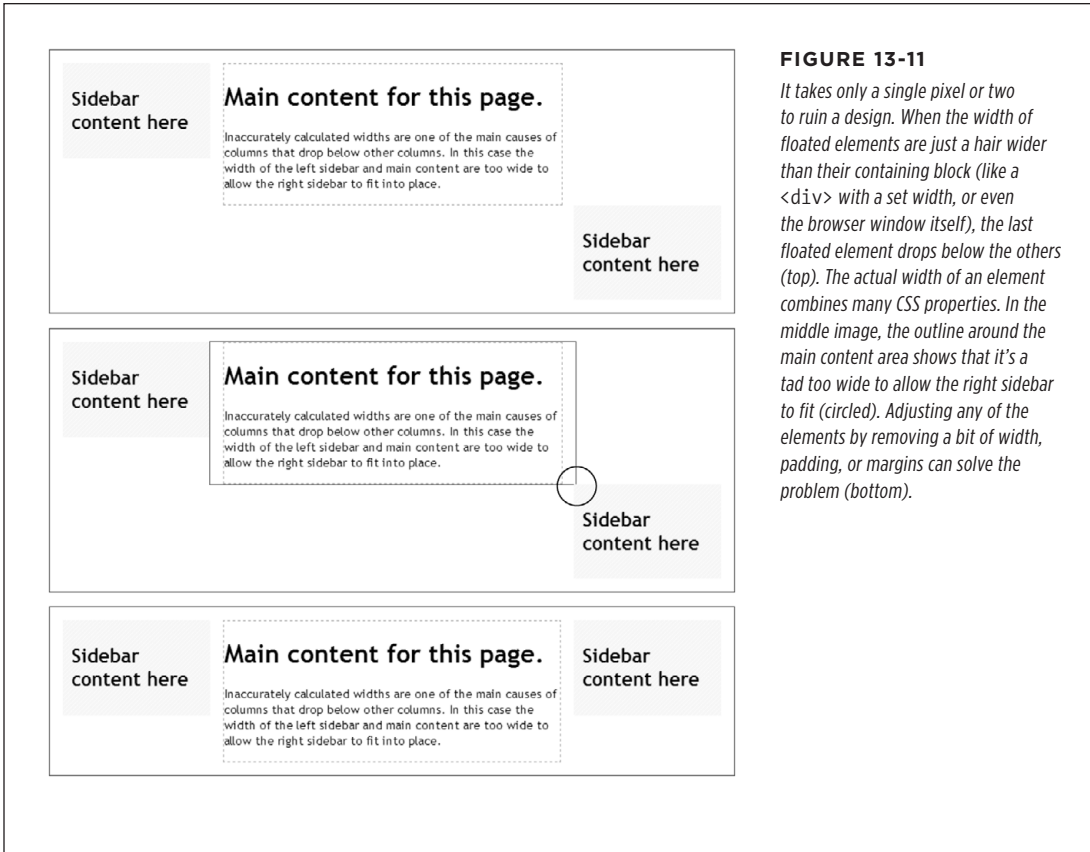 Sidebar
content here
Main content for this page.
Inaccurately calculated widths are one of the main causes of
columns that drop below other columns. In this case the
width of the left sidebar and main content are too wide to
allow the right sidebar to fit into place.
Sidebar
content here
Sidebar
content here
Main content for this page.
Inaccurately calculated widths are one of the main causes of
columns that drop below other columns. In this case the
width of the left sidebar and main content are too wide to
allow the right sidebar to fit into place.
Sidebar
content here
Sidebar
content here
Main content for this page.
Inaccurately calculated widths are one of the main causes of
columns that drop below other columns. In this case the
width of the left sidebar and main content are too wide to
allow the right sidebar to fit into place.
Sidebar
content here
FIGURE 13-11
It takes only a single pixel or two
to ruin a design. When the width of
floated elements are just a hair wider
than their containing block (like a
<div> with a set width, or even
the browser window itself), the last
floated element drops below the others
(top). The actual width of an element
combines many CSS properties. In the
middle image, the outline around the
main content area shows that it's a
tad too wide to allow the right sidebar
to fit (circled). Adjusting any of the
elements by removing a bit of width,
padding, or margins can solve the
problem (bottom).